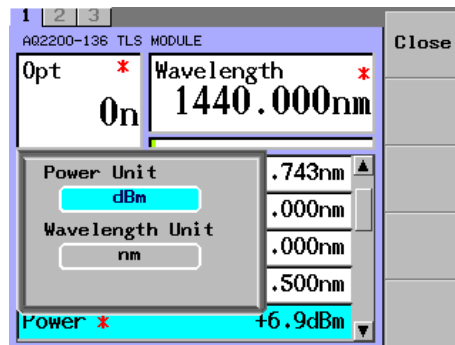 1 2 3
AQ2200-136 TLS MODULE
Close
Opt *
On
Wavelength *
1440.000nm
Power Unit
dBm
Wavelength Unit
nm
.743nm
.000nm
.000nm
.500nm
Power * +6.9dBm